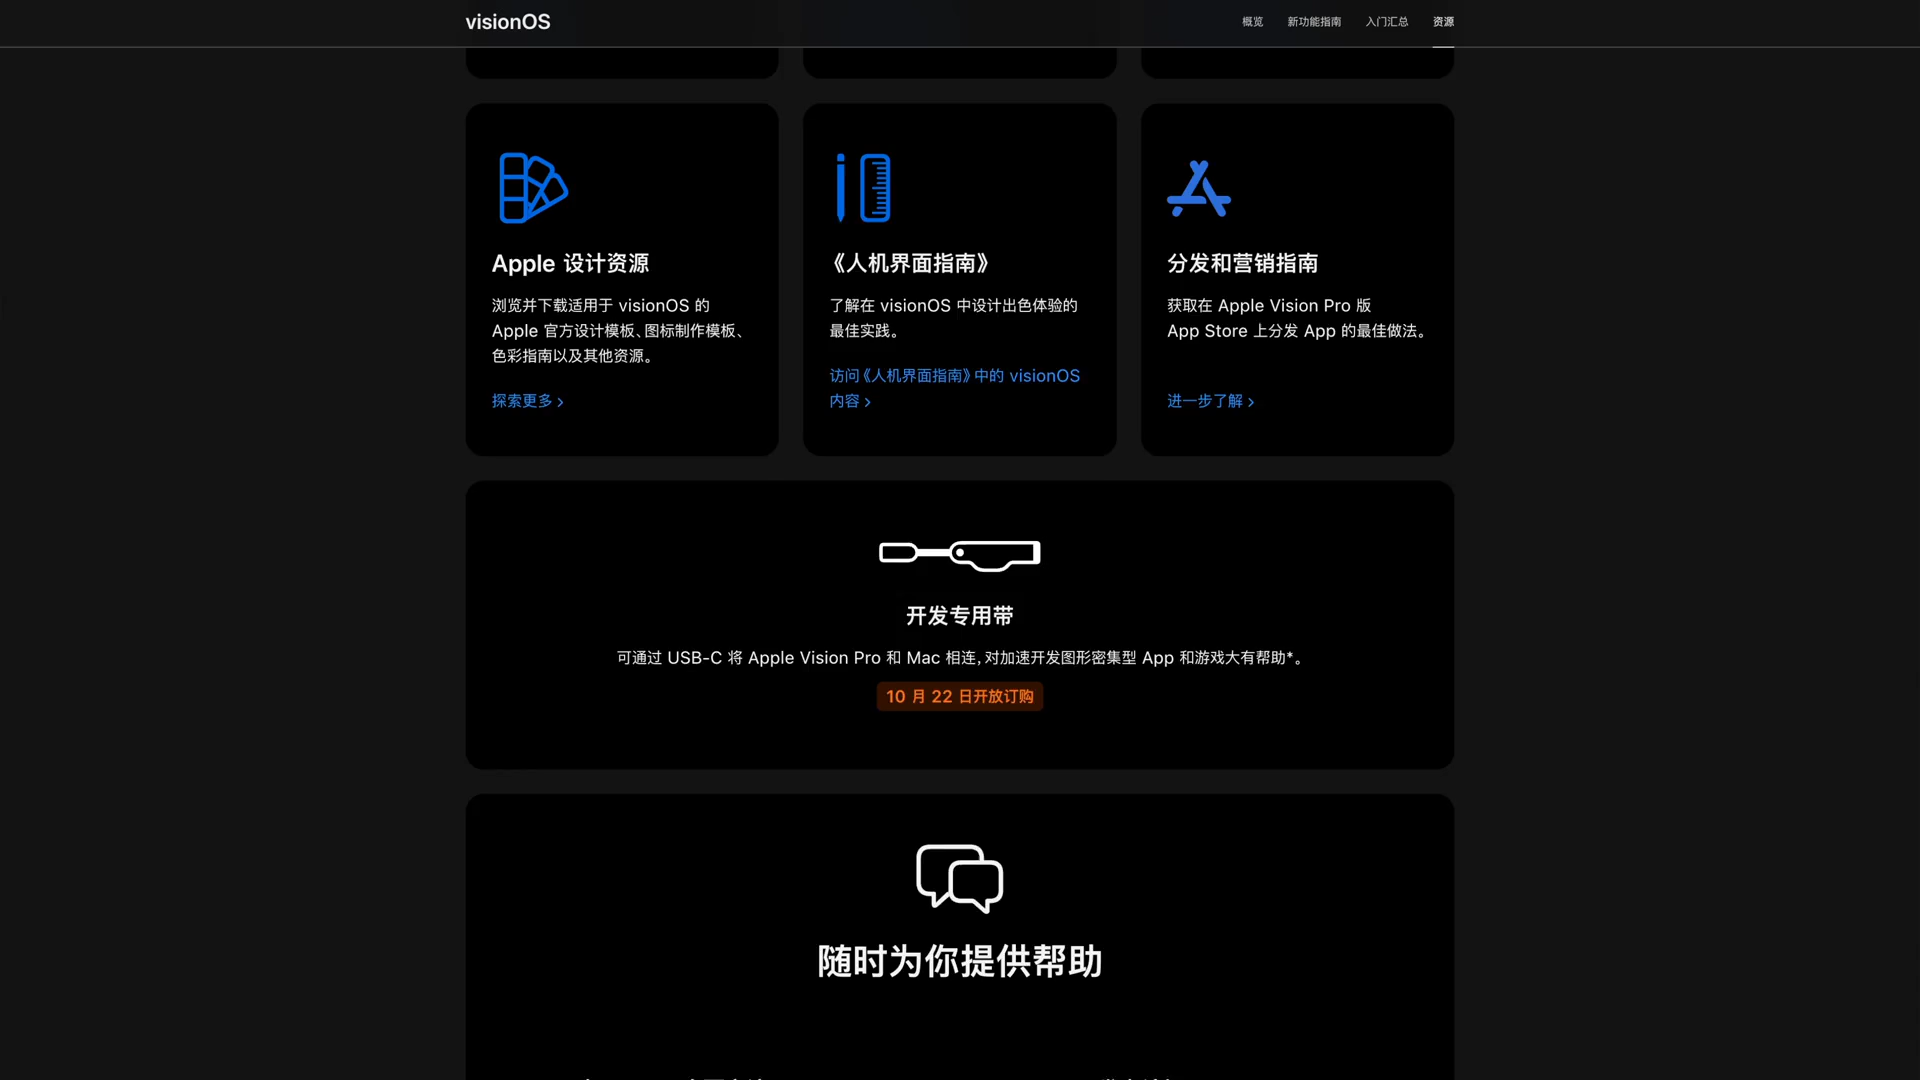 visionOS
概览
新功能指南
入门汇总
资源
Apple 设计资源
浏览并下载适用于 visionOS 的
Apple 官方设计模板、图标制作模板、
色彩指南以及其他资源。
探索更多 >
《人机界面指南》
了解在 visionOS 中设计出色体验的
最佳实践。
访问《人机界面指南》中的 visionOS
内容 >
分发和营销指南
获取在 Apple Vision Pro 版
App Store 上分发 App 的最佳做法。
进一步了解 >
开发专用带
可通过 USB-C 将 Apple Vision Pro 和 Mac 相连，对加速开发图形密集型 App 和游戏大有帮助*。
10 月 22 日开放订购
随时为你提供帮助